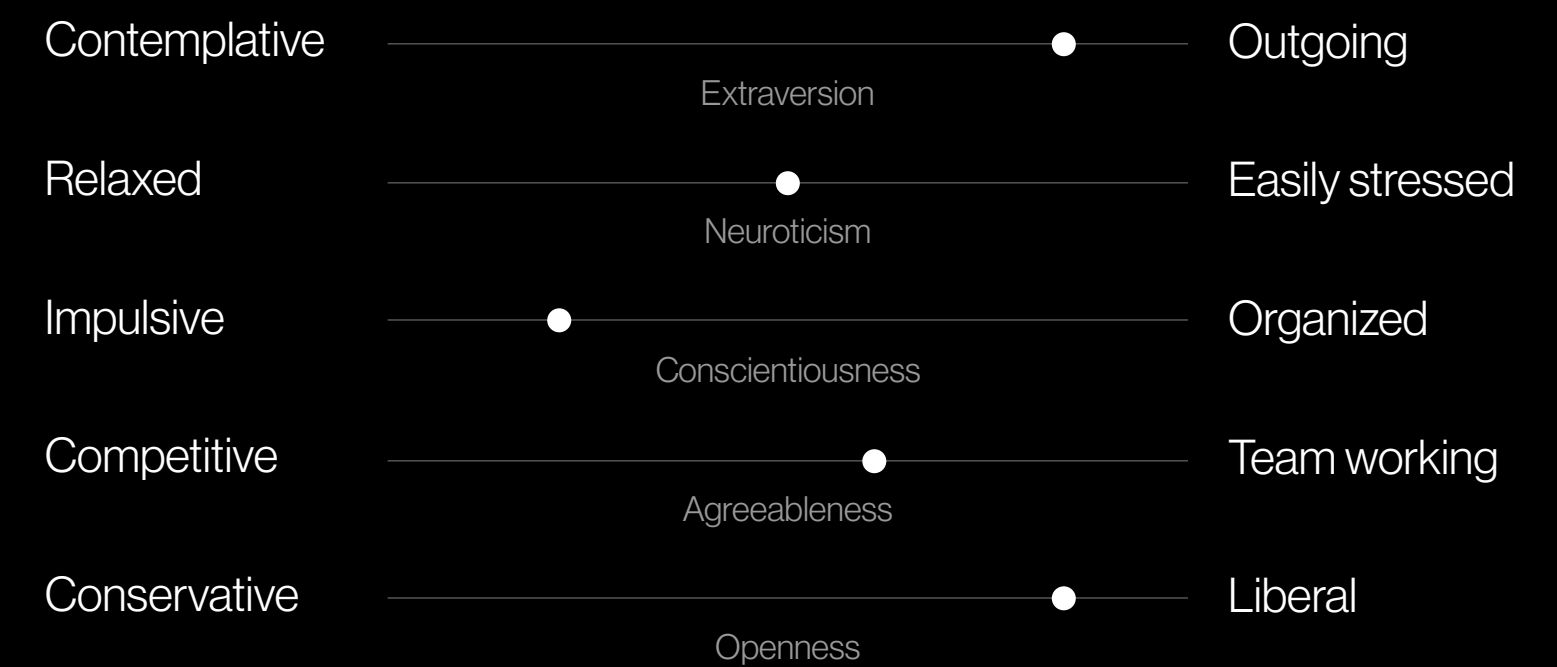 Contemplative
Outgoing
Extraversion
Relaxed
Easily stressed
Neuroticism
Impulsive
Organized
Conscientiousness
Competitive
Team working
Agreeableness
Conservative
Liberal
Openness